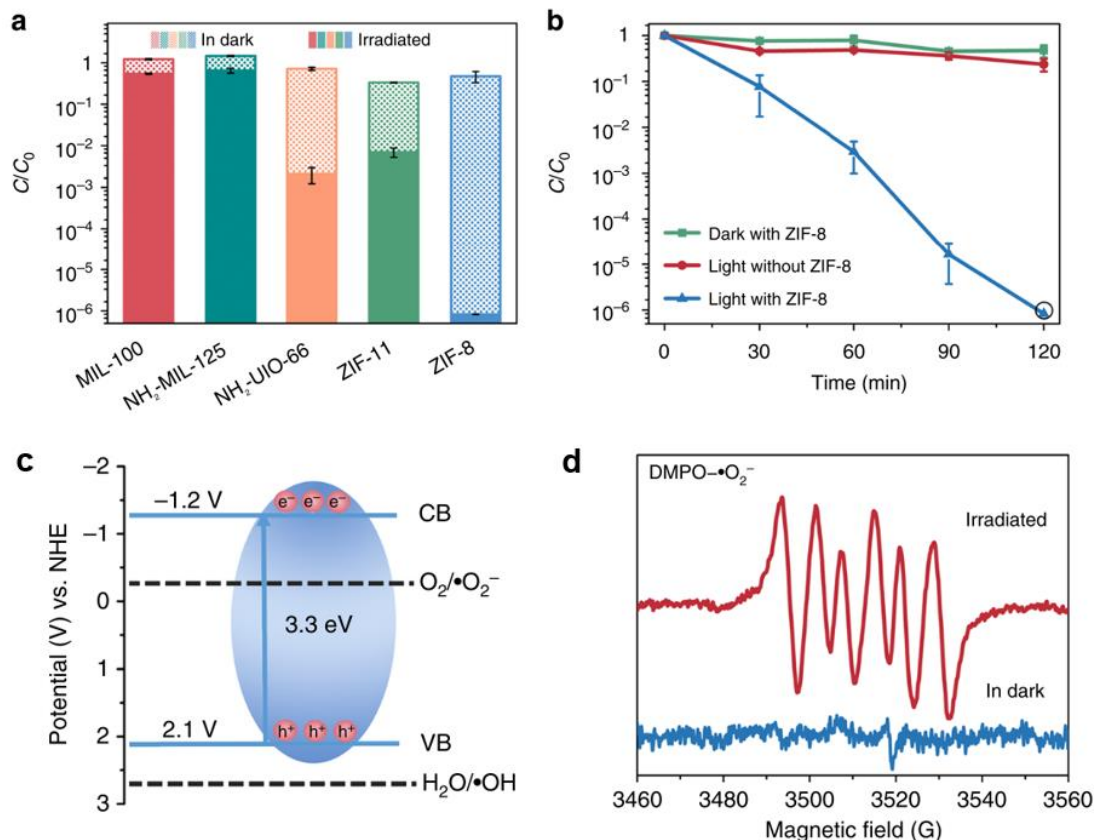 a
In dark
Irradiated
C/C₀
1
10⁻¹
10⁻²
10⁻³
10⁻⁴
10⁻⁵
10⁻⁶
MIL-100
NH₂-MIL-125
NH₂-UIO-66
ZIF-11
ZIF-8
b
C/C₀
1
10⁻¹
10⁻²
10⁻³
10⁻⁴
10⁻⁵
10⁻⁶
Dark with ZIF-8
Light without ZIF-8
Light with ZIF-8
0 30 60 90 120
Time (min)
c
Potential (V) vs. NHE
−2
−1
0
1
2
3
−1.2 V
e⁻ e⁻ e⁻
CB
O₂/•O₂⁻
3.3 eV
2.1 V
h⁺ h⁺ h⁺
VB
H₂O/•OH
d
DMPO–•O₂⁻
Irradiated
In dark
3460 3480 3500 3520 3540 3560
Magnetic field (G)